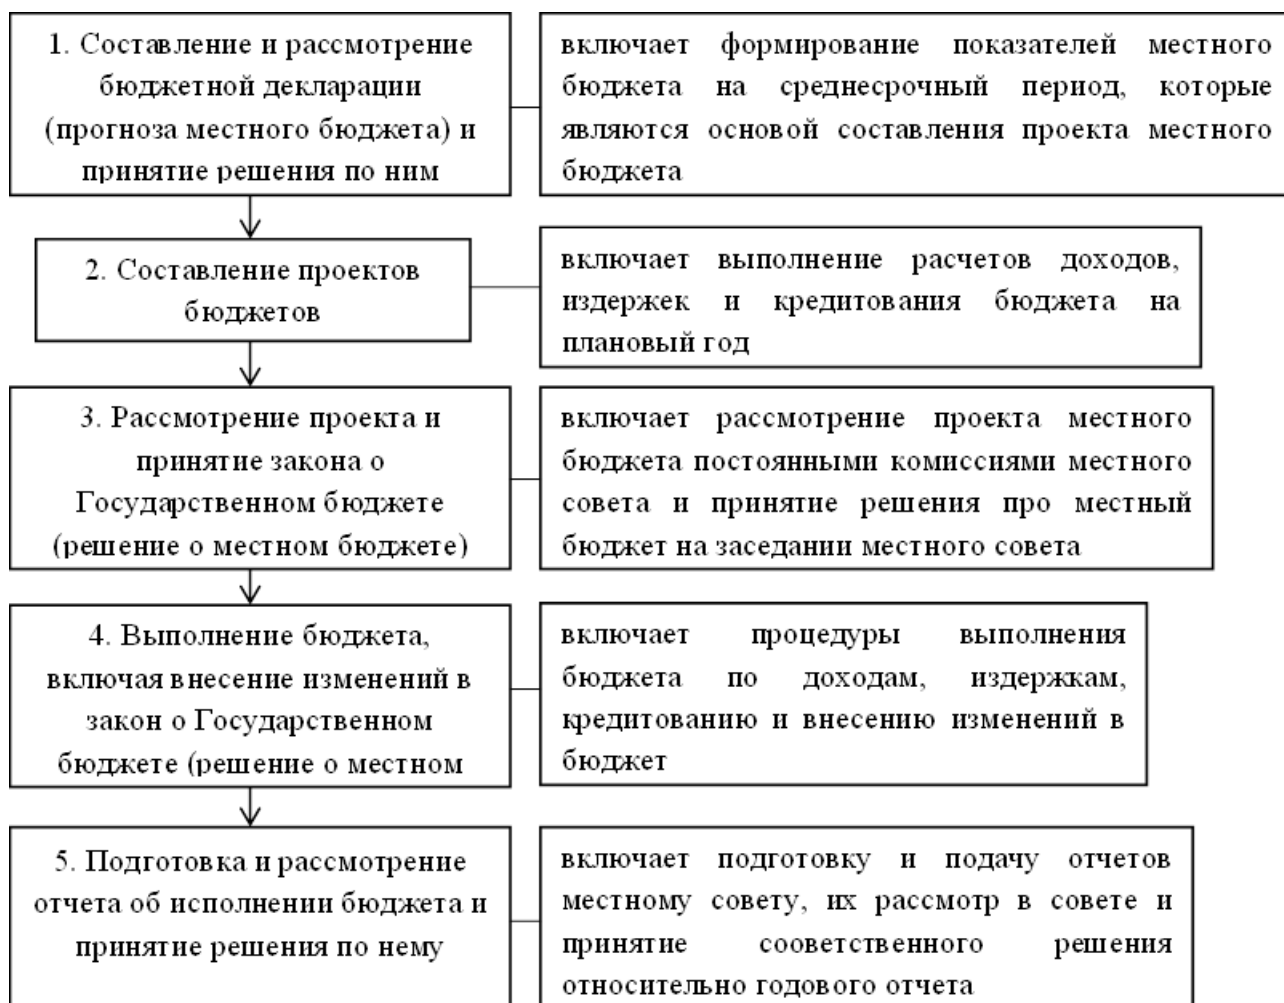 1. Составление и рассмотрение
бюджетной декларации
(прогноза местного бюджета) и
принятие решения по ним
включает формирование показателей местного
бюджета на среднесрочный период, которые
являются основой составления проекта местного
бюджета
2. Составление проектов
бюджетов
включает выполнение расчетов доходов,
издержек и кредитования бюджета на
плановый год
3. Рассмотрение проекта и
принятие закона о
Государственном бюджете
(решение о местном бюджете)
включает рассмотрение проекта местного
бюджета постоянными комиссиями местного
совета и принятие решения про местный
бюджет на заседании местного совета
4. Выполнение бюджета,
включая внесение изменений в
закон о Государственном
бюджете (решение о местном
включает процедуры выполнения
бюджета по доходам, издержкам,
кредитованию и внесению изменений в
бюджет
5. Подготовка и рассмотрение
отчета об исполнении бюджета и
принятие решения по нему
включает подготовку и подачу отчетов
местному совету, их рассмотр в совете и
принятие сооветственного решения
относительно годового отчета